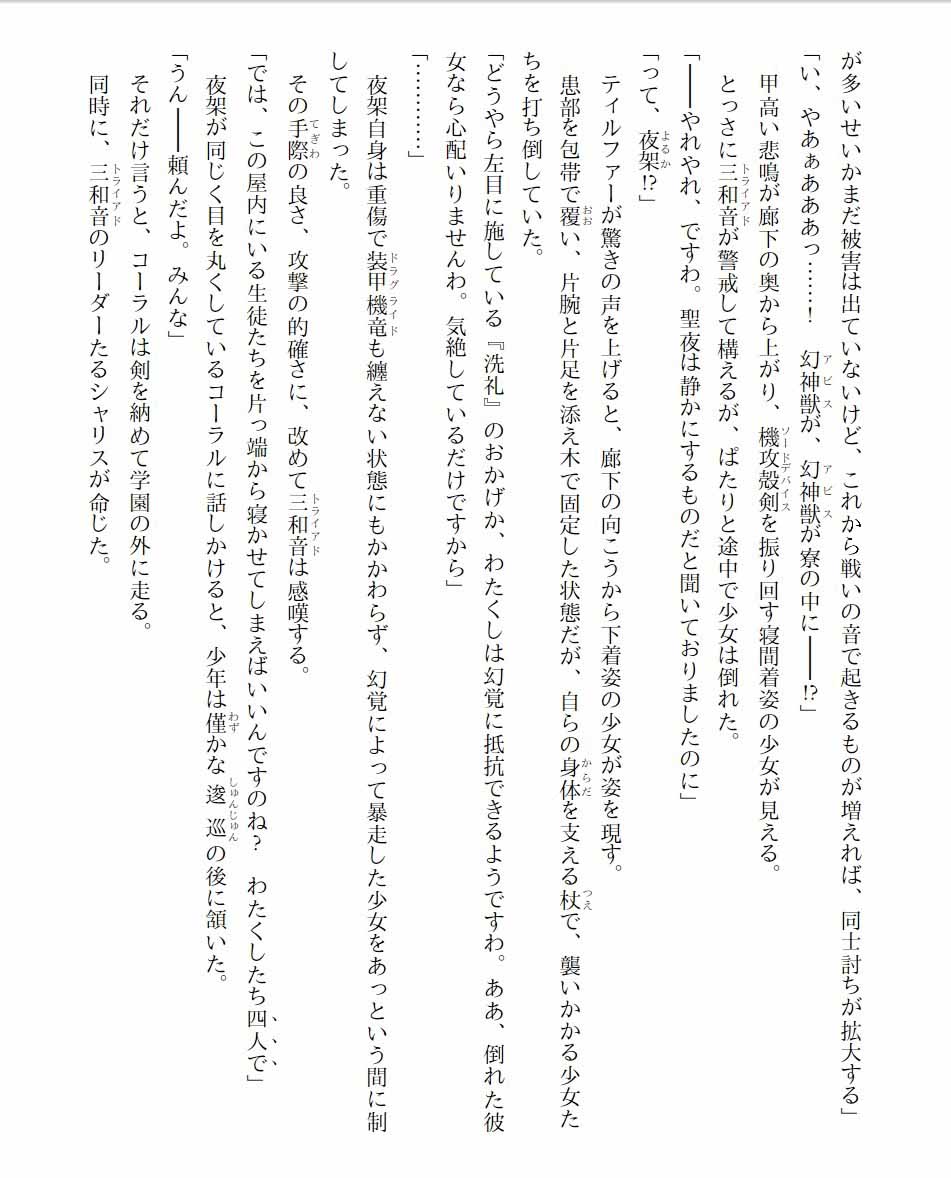 が多いせいかまだ被害は出ていないけど、これから戦いの音で起きるものが増えれば、同士討ちが拡大する」
「い、やあぁあああっ……！　幻神獣が、幻神獣が寮の中に――!?」
甲高い悲鳴が廊下の奥から上がり、機攻殻剣を振り回す寝間着姿の少女が見える。
とっさに三和音が警戒して構えるが、ぱたりと途中で少女は倒れた。
「――やれやれ、ですわ。聖夜は静かにするものだと聞いておりましたのに」
「って、夜架!?」
ティルファーが驚きの声を上げると、廊下の向こうから下着姿の少女が姿を現す。
患部を包帯で覆い、片腕と片足を添え木で固定した状態だが、自らの身体を支える杖で、襲いかかる少女た
ちを打ち倒していた。
「どうやら左目に施している『洗礼』のおかげか、わたくしは幻覚に抵抗できるようですわ。ああ、倒れた彼
女なら心配いりませんわ。気絶しているだけですから」
「…………」
夜架自身は重傷で装甲機竜も纏えない状態にもかかわらず、幻覚によって暴走した少女をあっという間に制
してしまった。
その手際の良さ、攻撃の的確さに、改めて三和音は感嘆する。
「では、この屋内にいる生徒たちを片っ端から寝かせてしまえばいいんですのね？　わたくしたち四人で」
夜架が同じく目を丸くしているコーラルに話しかけると、少年は僅かな逡巡の後に頷いた。
「うん――頼んだよ。みんな」
それだけ言うと、コーラルは剣を納めて学園の外に走る。
同時に、三和音のリーダーたるシャリスが命じた。